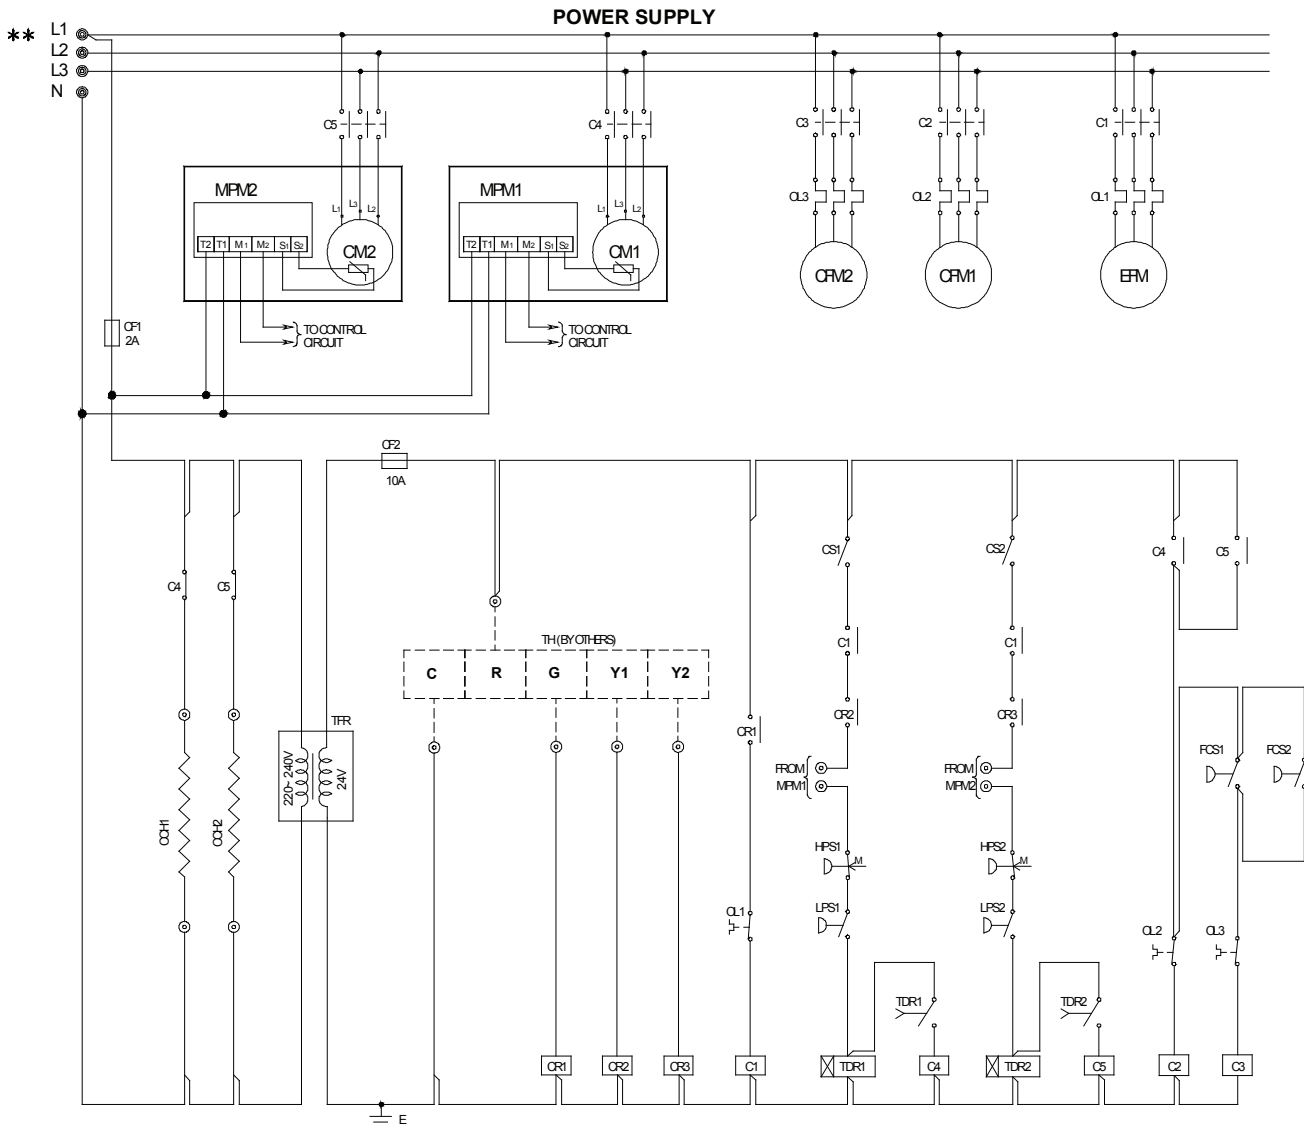 POWER SUPPLY
** L1
L2
L3
N
C5
C4
C3
C2
C1
MPM2
L1 L3 L2
MPM1
L1 L3 L2
OL3
OL2
OL1
T2 T1 M1 M2 S1 S2
CM2
T2 T1 M1 M2 S1 S2
CM1
CFM2
CFM1
EFM
CF1
2A
TO CONTROL
CIRCUIT
TO CONTROL
CIRCUIT
CF2
10A
CS1
CS2
C4
C5
C4
C5
TH (BY OTHERS)
C1
C1
C
R
G
Y1
Y2
TFR
CR1
CR2
CR3
220~240V
24V
FROM
MPM1
FROM
MPM2
FCS1
FCS2
CCH1
CCH2
HPS1
M
HPS2
M
OL1
LPS1
LPS2
OL2
OL3
TDR1
TDR2
CR1
CR2
CR3
C1
TDR1
C4
TDR2
C5
C2
C3
E